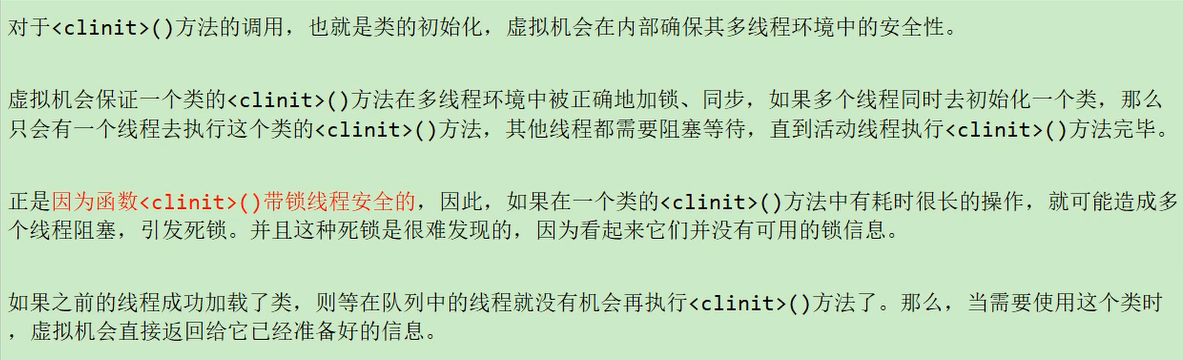 对于<clinit>()方法的调用，也就是类的初始化，虚拟机会在内部确保其多线程环境中的安全性。
虚拟机会保证一个类的<clinit>()方法在多线程环境中被正确地加锁、同步，如果多个线程同时去初始化一个类，那么
只会有一个线程去执行这个类的<clinit>()方法，其他线程都需要阻塞等待，直到活动线程执行<clinit>()方法完毕。
正是因为函数<clinit>()带锁线程安全的，因此，如果在一个类的<clinit>()方法中有耗时很长的操作，就可能造成多
个线程阻塞，引发死锁。并且这种死锁是很难发现的，因为看起来它们并没有可用的锁信息。
如果之前的线程成功加载了类，则等在队列中的线程就没有机会再执行<clinit>()方法了。那么，当需要使用这个类时
，虚拟机会直接返回给它已经准备好的信息。